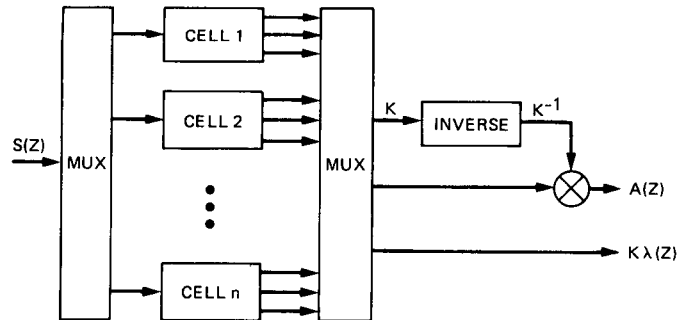 CELL 1
CELL 2
CELL n
S(Z)
MUX
MUX
K
INVERSE
K⁻¹
A(Z)
Kλ(Z)